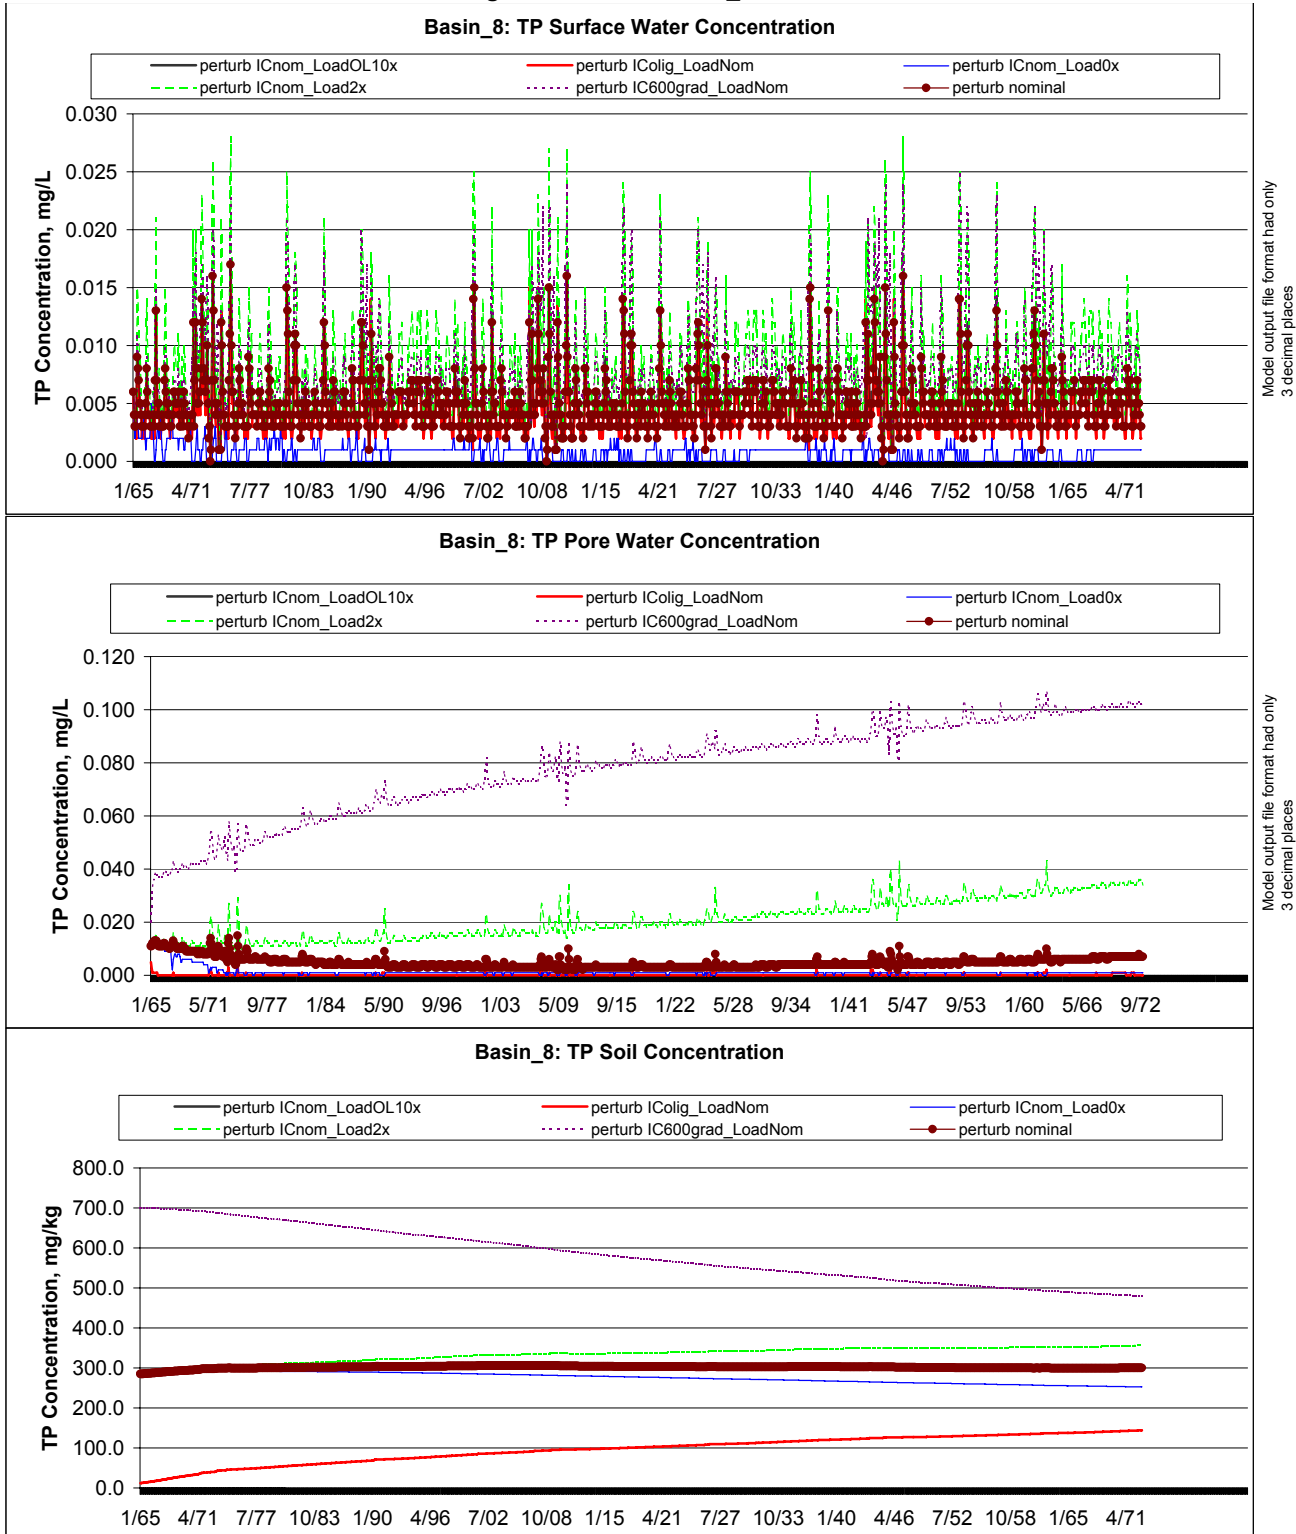 Basin_8: TP Surface Water Concentration
perturb ICnom_LoadOL10x perturb IColig_LoadNom perturb ICnom_Load0x
perturb ICnom_Load2x perturb IC600grad_LoadNom perturb nominal
0.030
0.025
0.020
0.015
0.010
0.005
0.000
TP Concentration, mg/L
1/65 4/71 7/77 10/83 1/90 4/96 7/02 10/08 1/15 4/21 7/27 10/33 1/40 4/46 7/52 10/58 1/65 4/71
Model output file format had only
3 decimal places
Basin_8: TP Pore Water Concentration
perturb ICnom_LoadOL10x perturb IColig_LoadNom perturb ICnom_Load0x
perturb ICnom_Load2x perturb IC600grad_LoadNom perturb nominal
0.120
0.100
0.080
0.060
0.040
0.020
0.000
TP Concentration, mg/L
1/65 5/71 9/77 1/84 5/90 9/96 1/03 5/09 9/15 1/22 5/28 9/34 1/41 5/47 9/53 1/60 5/66 9/72
Model output file format had only
3 decimal places
Basin_8: TP Soil Concentration
perturb ICnom_LoadOL10x perturb IColig_LoadNom perturb ICnom_Load0x
perturb ICnom_Load2x perturb IC600grad_LoadNom perturb nominal
800.0
700.0
600.0
500.0
400.0
300.0
200.0
100.0
0.0
TP Concentration, mg/kg
1/65 4/71 7/77 10/83 1/90 4/96 7/02 10/08 1/15 4/21 7/27 10/33 1/40 4/46 7/52 10/58 1/65 4/71